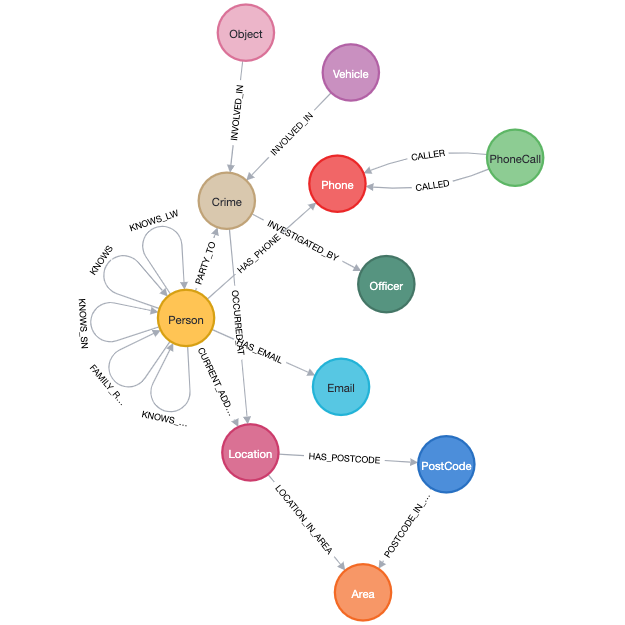 Object
Vehicle
INVOLVED_IN
INVOLVED_IN
CALLER
PhoneCall
CALLED
Phone
Crime
KNOWS_LW
INVESTIGATED_BY
HAS_PHONE
PARTY_TO
KNOWS
Officer
OCCURRED_AT
KNOWS_SN
Person
HAS_EMAIL
FAMILY_R...
CURRENT_ADD...
Email
KNOWS_...
Location
HAS_POSTCODE
PostCode
LOCATION_IN_AREA
POSTCODE_IN_...
Area